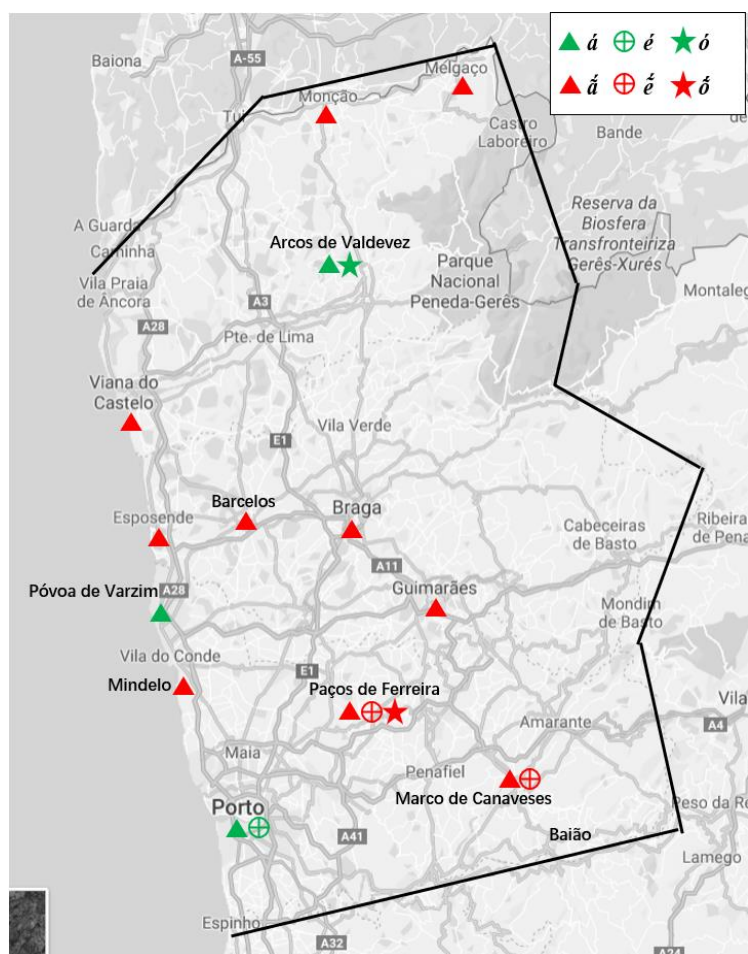 á é ó
ã́ ẽ́ ṍ
Baiona
A-55
Melgaço
Monção
Tui
Castro
Laboreiro
Bande
A Guarda
Caminha
Vila Praia
de Âncora
Arcos de Valdevez
Reserva da
Biosfera
Transfronteiriza
Gerês-Xurés
Parque
Nacional
Peneda-Gerês
Montaleg
A3
A28
Pte. de Lima
Viana do
Castelo
Vila Verde
E1
Barcelos
Braga
Esposende
Cabeceiras
de Basto
Ribeira
de Pena
A11
Guimarães
Póvoa de Varzim
A28
Mondim
de Basto
Vila do Conde
E1
Mindelo
Paços de Ferreira
Vila
Amarante
A4
Maia
Penafiel
Marco de Canaveses
Peso da Re
Porto
A41
Baião
Lamego
Espinho
A32
A24